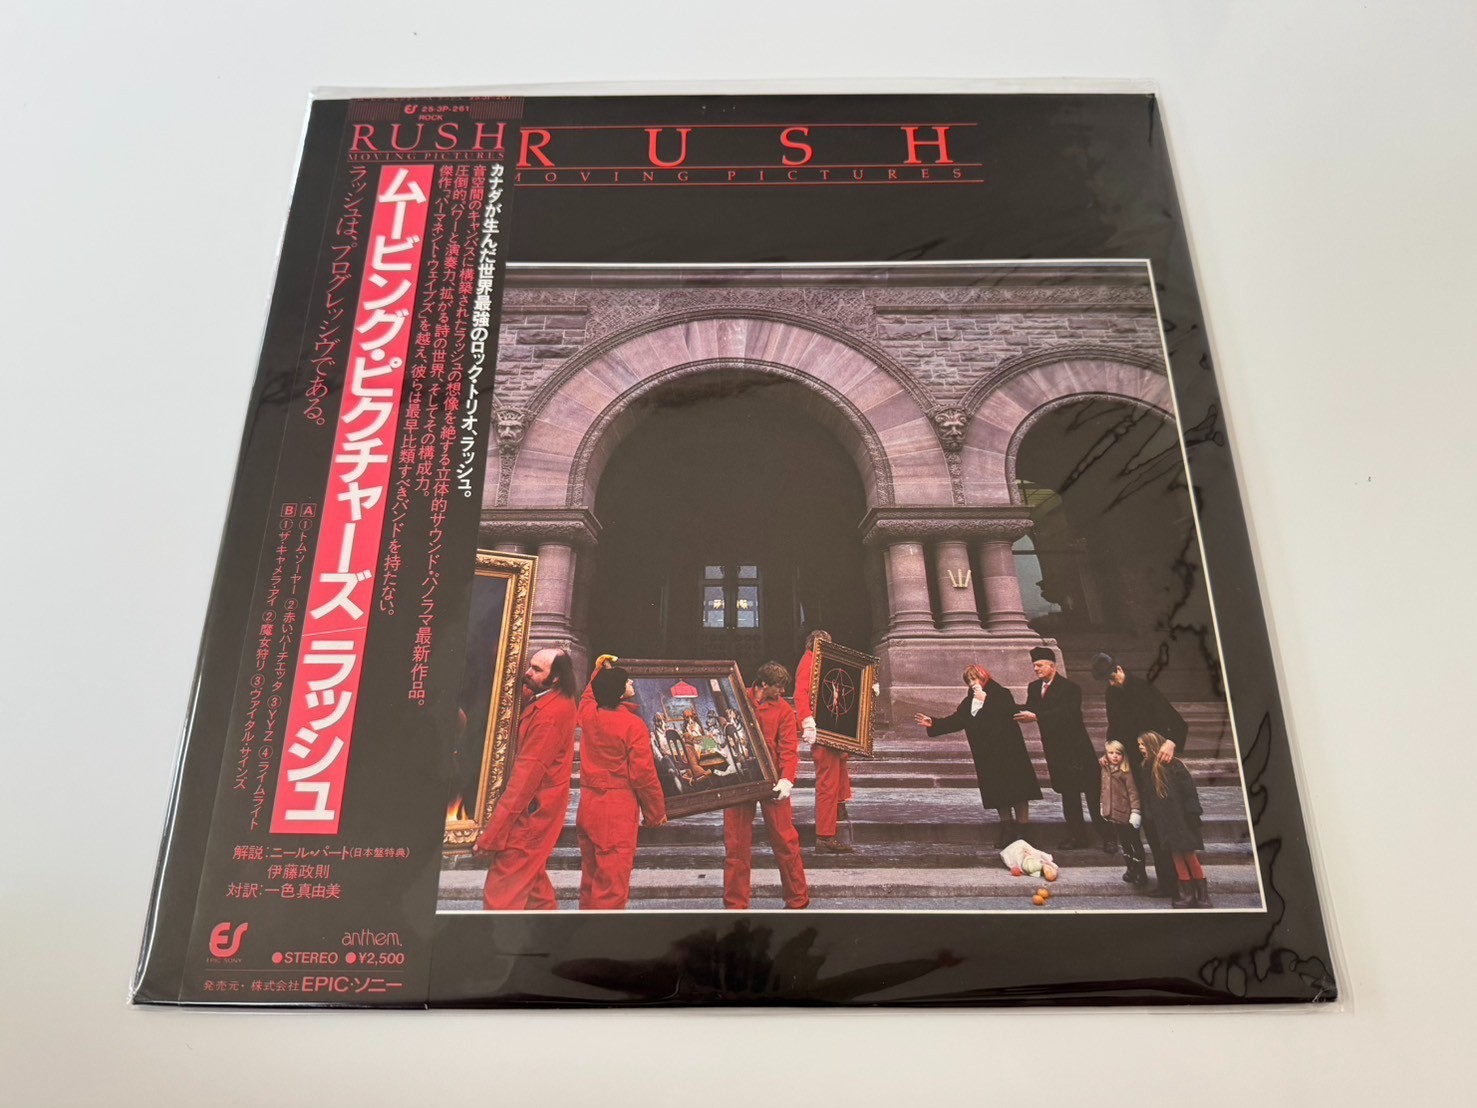 ES 25・3P-261
ROCK
RUSH
MOVING PICTURES
カナダが生んだ世界最強のロック・トリオ、ラッシュ。
音空間のキャンバスに構築されたラッシュの想像を絶する立体的サウンド・パノラマ最新作品。
圧倒的パワーと演奏力、拡がる詩の世界、そしてその構成力。
傑作「パーマネント・ウェイブス」を越え、彼らは最早比類すべきバンドを持たない。
ムービング・ピクチャーズ/ラッシュ
ラッシュは、プログレッシヴである。
A ①トム・ソーヤー ②赤いバーチェッタ ③YYZ ④ライムライト
B ①ザ・キャメラ・アイ ②魔女狩り ③ヴァイタル・サインズ
解説:ニール・パート(日本盤特典)
伊藤政則
対訳:一色真由美
ES
EPIC SONY
anthem.
●STEREO ●¥2,500
発売元・株式会社EPIC・ソニー
RUSH
MOVING PICTURES